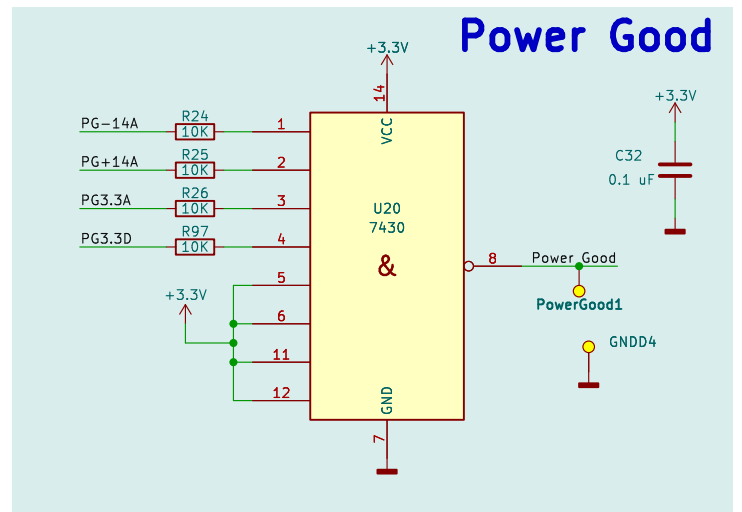 Power Good
+3.3V
14
VCC
+3.3V
PG-14A
R24
10K
1
PG+14A
R25
10K
2
PG3.3A
R26
10K
3
PG3.3D
R97
10K
4
C32
0.1 uF
U20
7430
&
5
6
11
12
+3.3V
8
Power Good
PowerGood1
GNDD4
GND
7